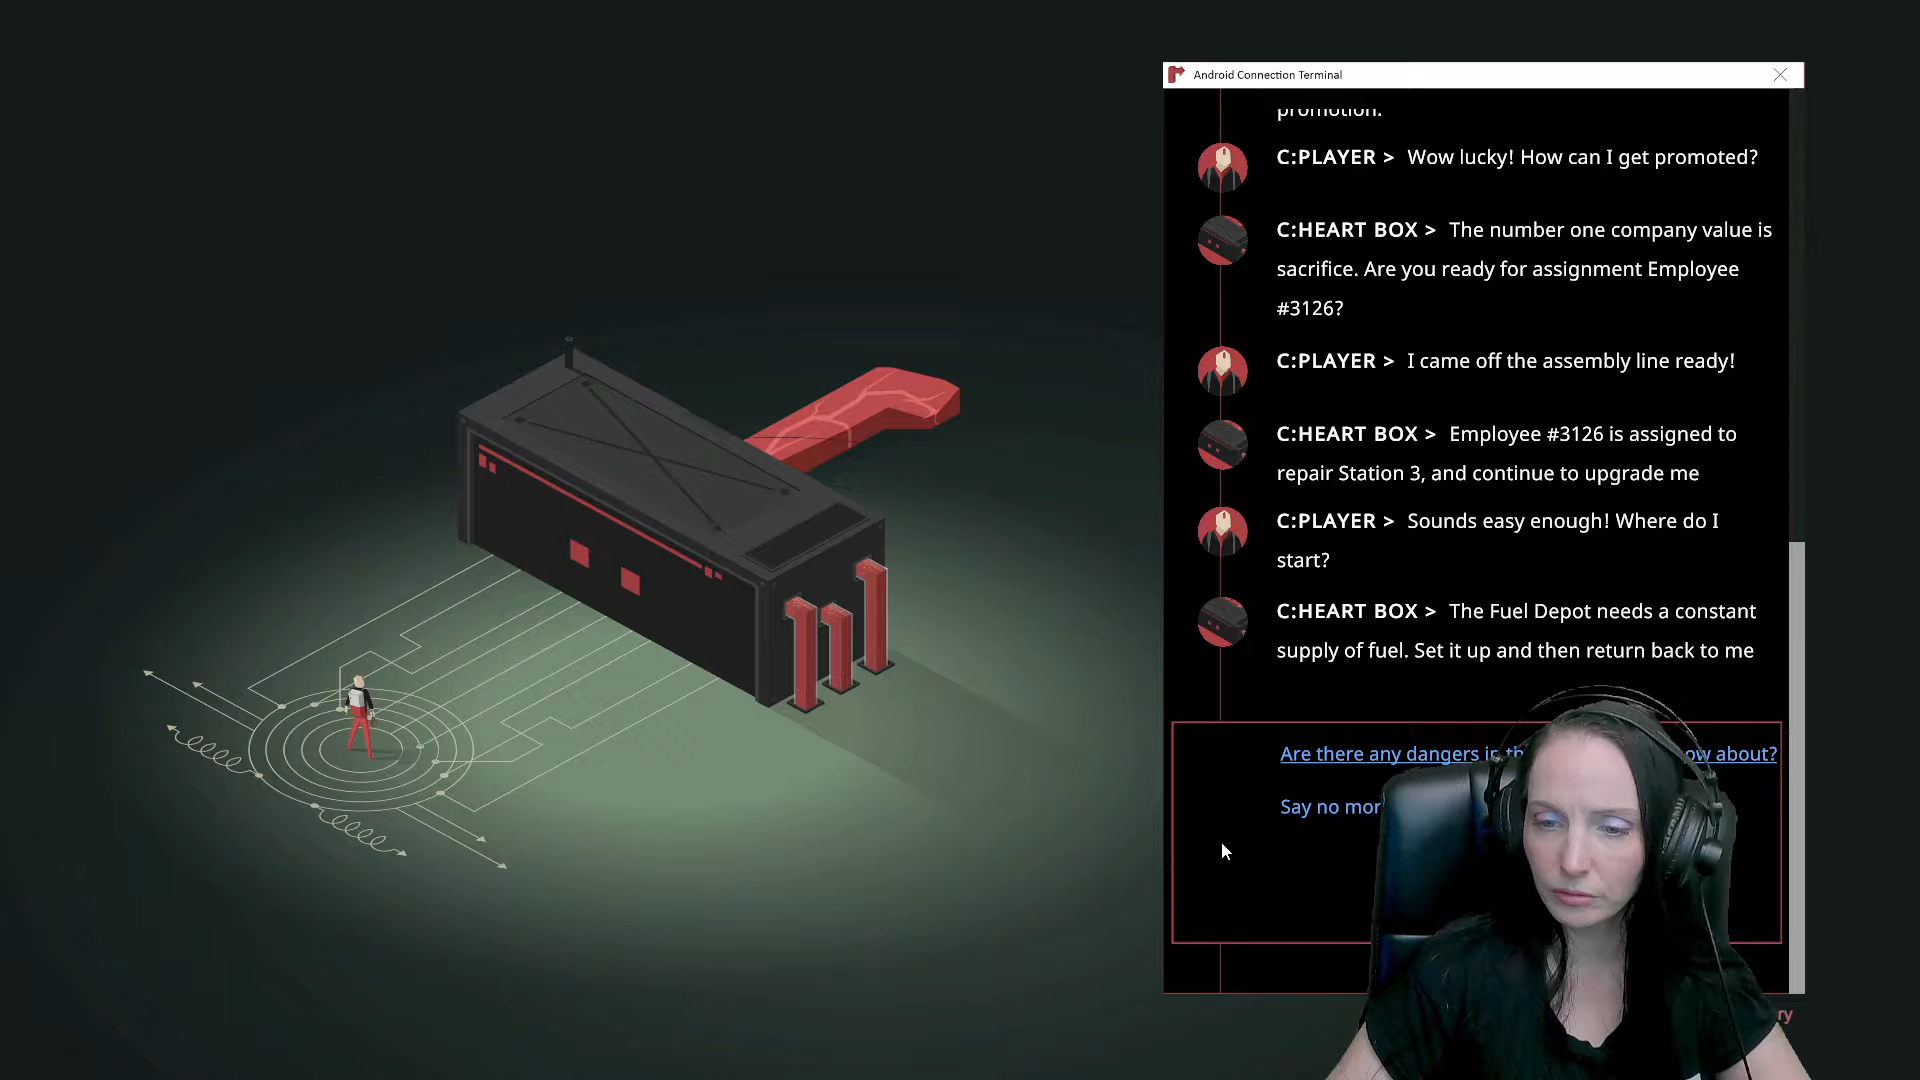 Android Connection Terminal
promotion.
C:PLAYER > Wow lucky! How can I get promoted?
C:HEART BOX > The number one company value is
sacrifice. Are you ready for assignment Employee
#3126?
C:PLAYER > I came off the assembly line ready!
C:HEART BOX > Employee #3126 is assigned to
repair Station 3, and continue to upgrade me
C:PLAYER > Sounds easy enough! Where do I
start?
C:HEART BOX > The Fuel Depot needs a constant
supply of fuel. Set it up and then return back to me
Are there any dangers about?
Say no